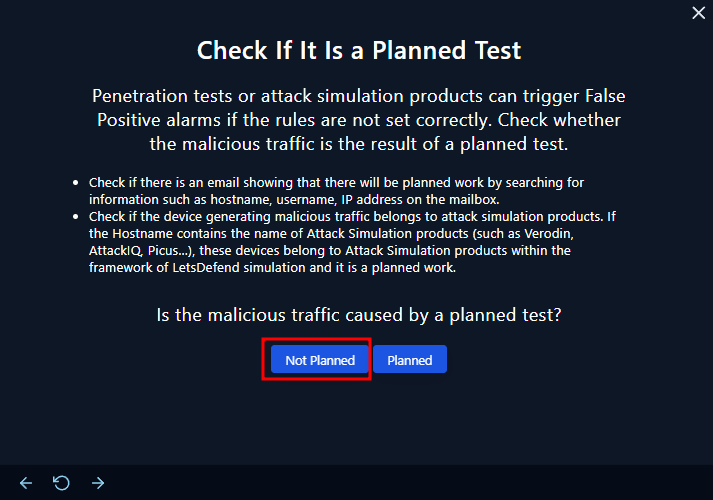 Check If It Is a Planned Test
Penetration tests or attack simulation products can trigger False
Positive alarms if the rules are not set correctly. Check whether
the malicious traffic is the result of a planned test.
• Check if there is an email showing that there will be planned work by searching for
information such as hostname, username, IP address on the mailbox.
• Check if the device generating malicious traffic belongs to attack simulation products. If
the Hostname contains the name of Attack Simulation products (such as Verodin,
AttackIQ, Picus...), these devices belong to Attack Simulation products within the
framework of LetsDefend simulation and it is a planned work.
Is the malicious traffic caused by a planned test?
Not Planned Planned